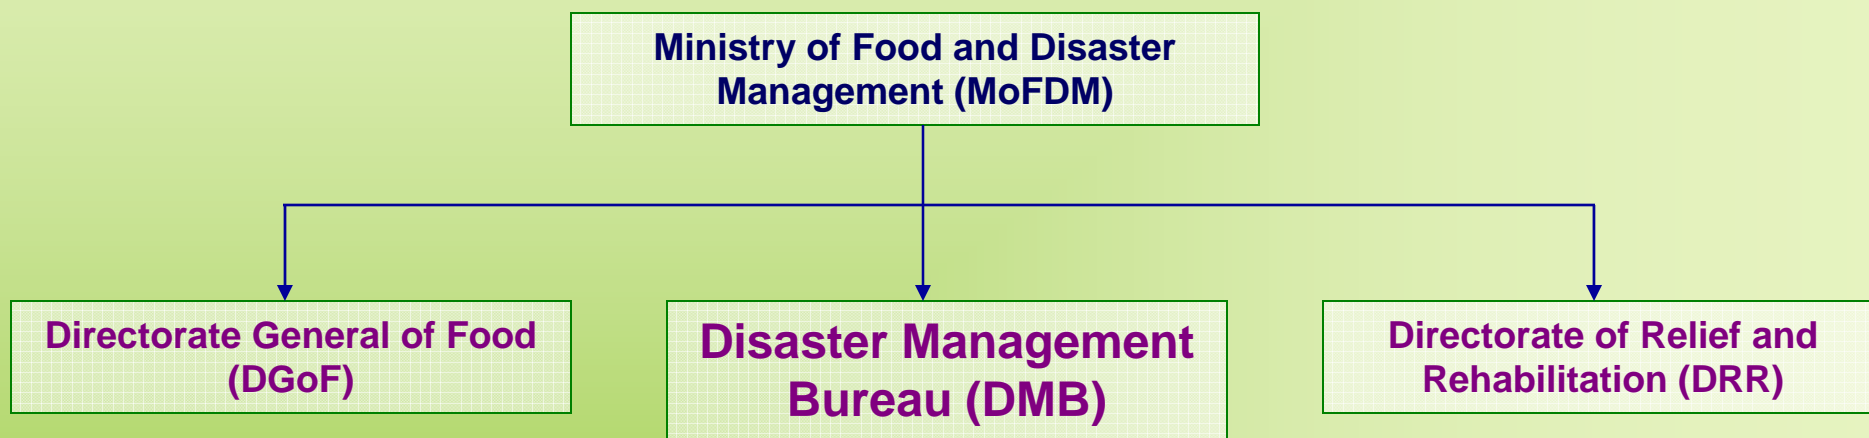 Ministry of Food and Disaster
Management (MoFDM)
Directorate General of Food
(DGoF)
Disaster Management
Bureau (DMB)
Directorate of Relief and
Rehabilitation (DRR)